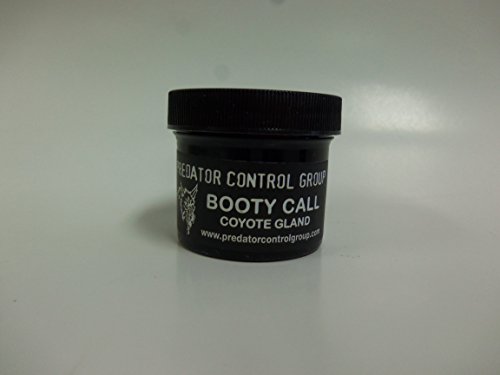 PREDATOR CONTROL GROUP
BOOTY CALL
COYOTE GLAND
www.predatorcontrolgroup.com